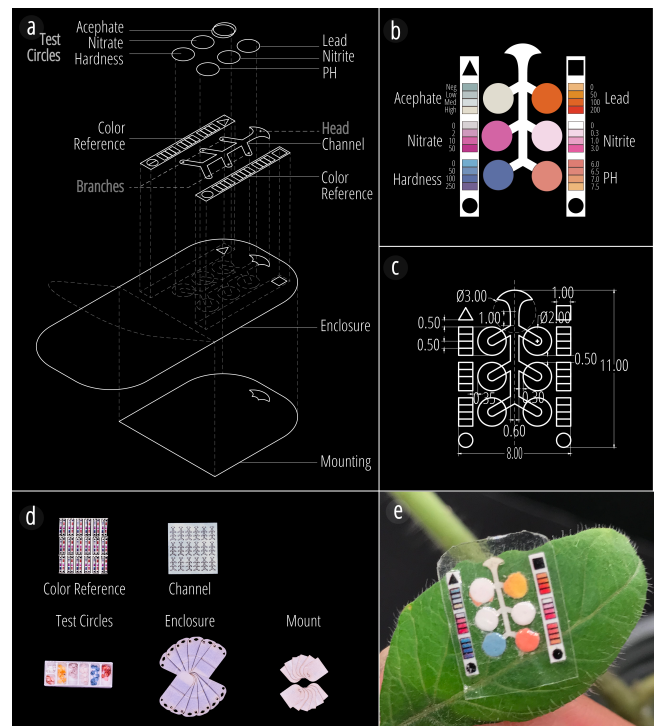 a
Test
Circles
Acephate
Nitrate
Hardness
Lead
Nitrite
PH
Color
Reference
Head
Channel
Branches
Color
Reference
Enclosure
Mounting
b
Acephate
Neg
Low
Med
High
Nitrate
0
2
10
50
Hardness
0
50
100
250
0
50
100
200
Lead
0
0.3
1.0
3.0
Nitrite
6.0
6.5
7.0
7.5
PH
c
Ø3.00
1.00
1.00
Ø2.00
0.50
0.50
0.50
11.00
0.35
0.30
0.60
8.00
d
Color Reference
Channel
Test Circles
Enclosure
Mount
e